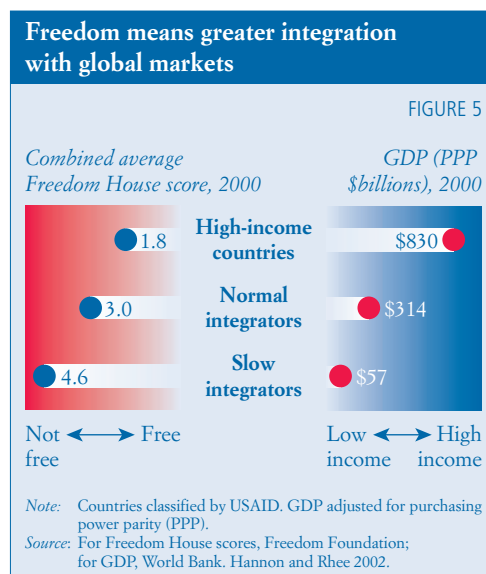 Freedom means greater integration
with global markets
FIGURE 5
Combined average
Freedom House score, 2000
GDP (PPP
$billions), 2000
1.8
High-income
countries
$830
3.0
Normal
integrators
$314
4.6
Slow
integrators
$57
Not
free
Free
Low
income
High
income
Note: Countries classified by USAID. GDP adjusted for purchasing
power parity (PPP).
Source: For Freedom House scores, Freedom Foundation;
for GDP, World Bank. Hannon and Rhee 2002.